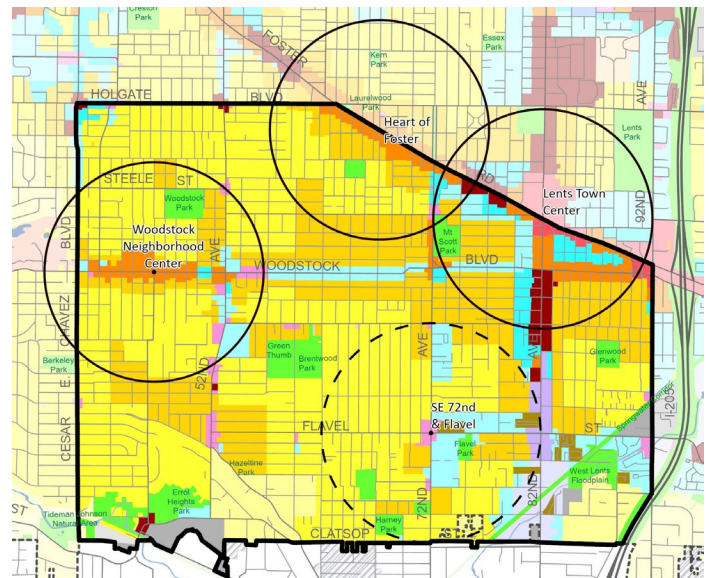 Creston
Park
FOSTER
Kern
Park
Essex
Park
HOLGATE
BLVD
Laurelwood
Park
AVE
Heart of
Foster
RD
Lents
Park
STEELE
ST
Woodstock
Park
Lents Town
Center
92ND
BLVD
Woodstock
Neighborhood
Center
AVE
Mt
Scott
Park
WOODSTOCK
BLVD
CHAVEZ
E.
CESAR
Berkeley
Park
52ND
Green
Thumb
Brentwood
Park
AVE
AVE
Glenwood
Park
I-205
Springwater Corridor
SE 72nd
& Flavel
FLAVEL
ST
Flavel
Park
Hazeltine
Park
West Lents
Floodplain
72ND
82ND
Errol
Heights
Park
ST
Tideman Johnson
Natural Area
Harney
Park
CLATSOP